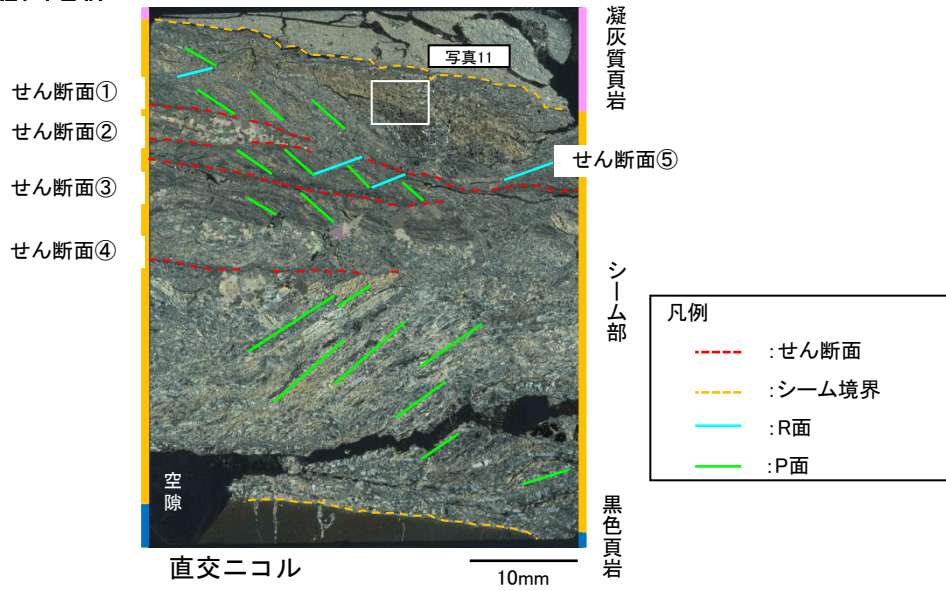 凝灰質頁岩
写真11
せん断面①
せん断面②
せん断面③
せん断面④
せん断面⑤
シーム部
凡例
:せん断面
:シーム境界
:R面
:P面
空隙
黒色頁岩
直交ニコル
10mm